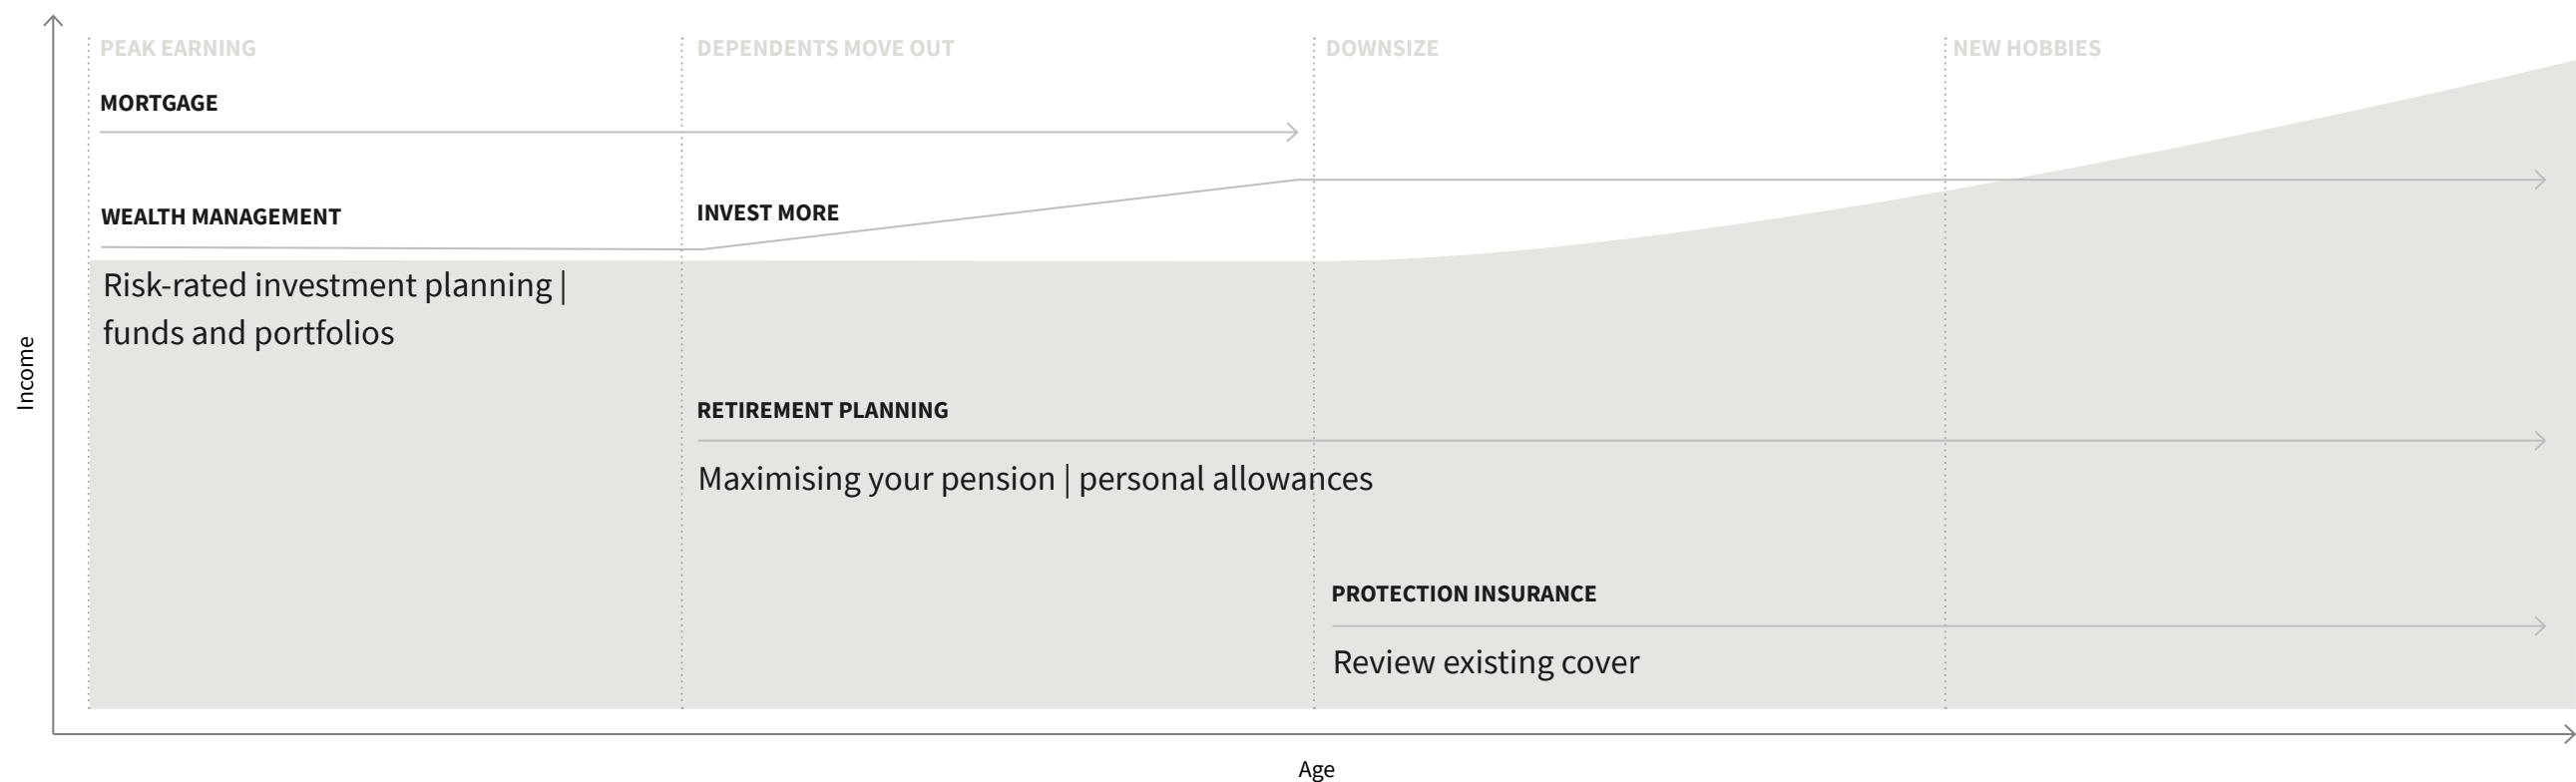 PEAK EARNING
DEPENDENTS MOVE OUT
DOWNSIZE
NEW HOBBIES
MORTGAGE
WEALTH MANAGEMENT
INVEST MORE
Risk-rated investment planning |
funds and portfolios
RETIREMENT PLANNING
Maximising your pension | personal allowances
PROTECTION INSURANCE
Review existing cover
Income
Age